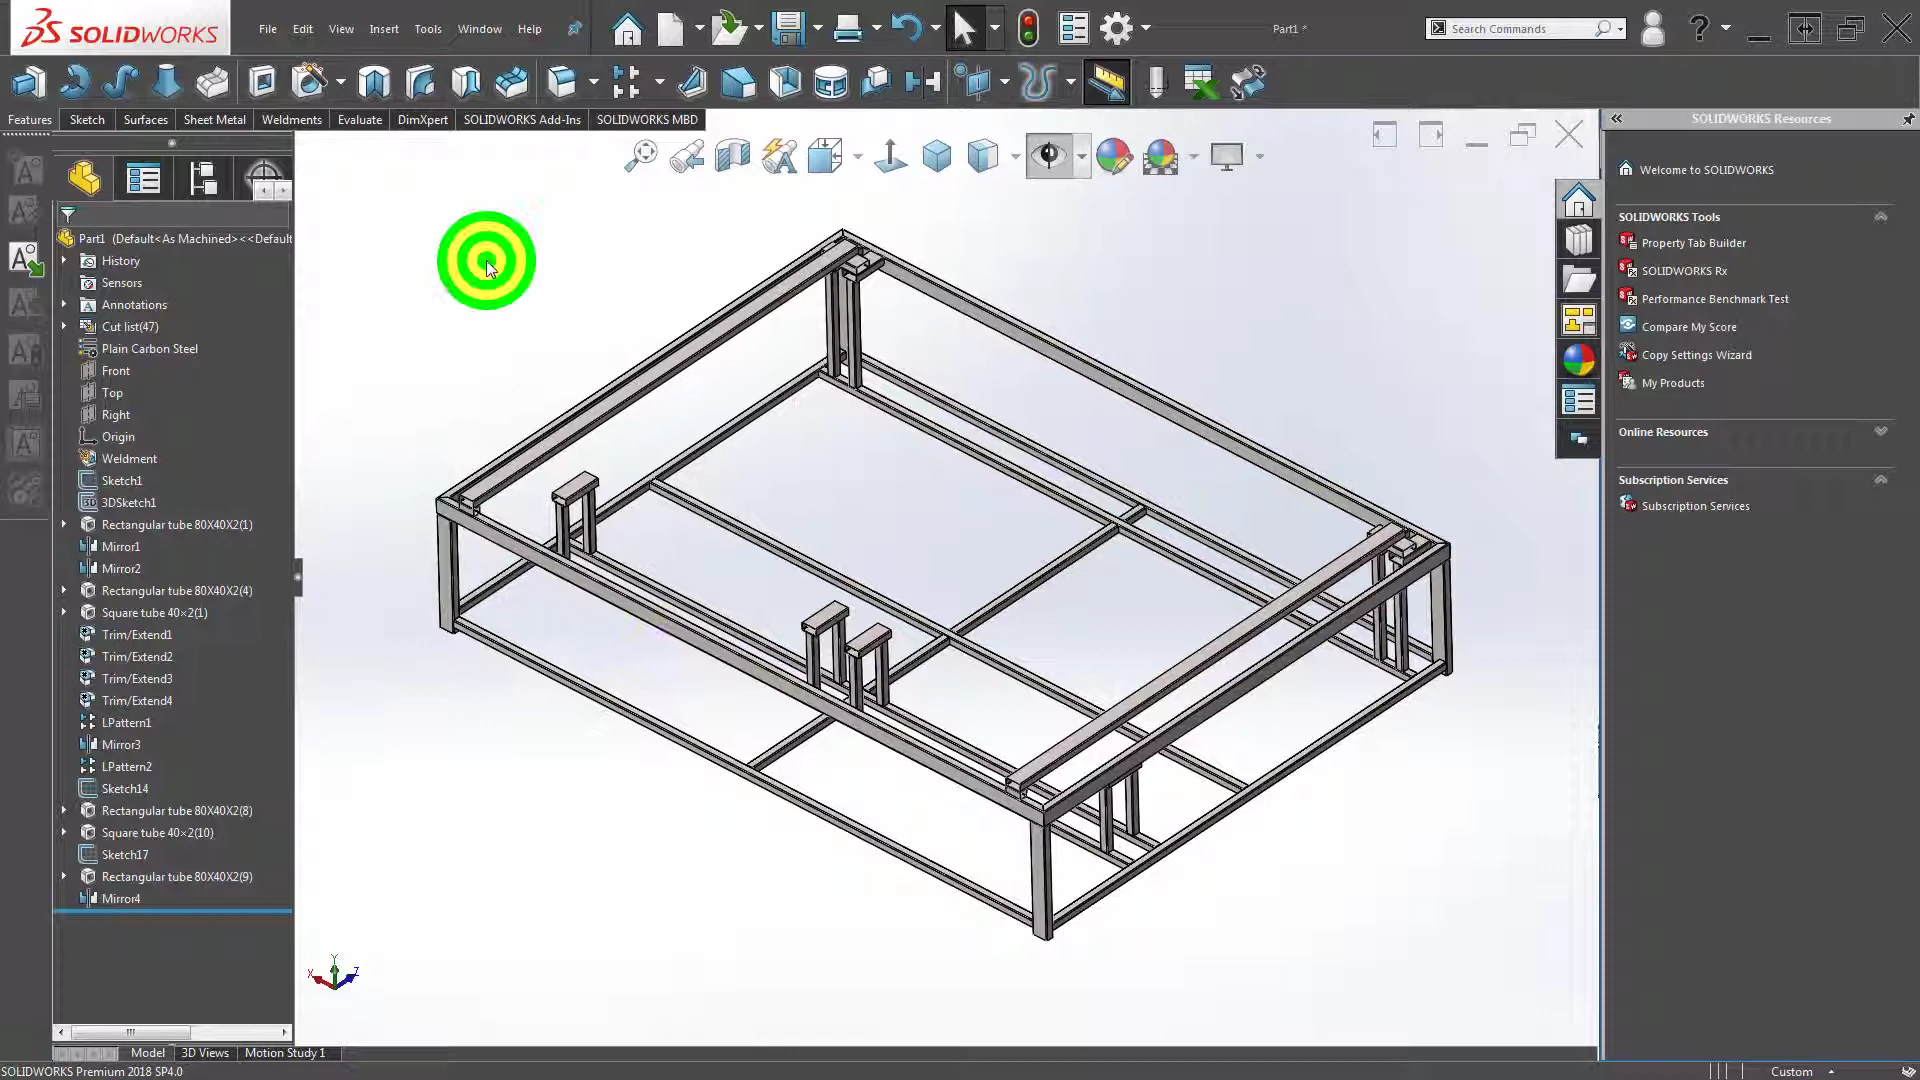 SOLIDWORKS
File Edit View Insert Tools Window Help
Part1 *
Search Commands
Features Sketch Surfaces Sheet Metal Weldments Evaluate DimXpert SOLIDWORKS Add-Ins SOLIDWORKS MBD
SOLIDWORKS Resources
Welcome to SOLIDWORKS
SOLIDWORKS Tools
Property Tab Builder
SOLIDWORKS Rx
Performance Benchmark Test
Compare My Score
Copy Settings Wizard
My Products
Online Resources
Subscription Services
Subscription Services
Part1 (Default<As Machined><<Default
History
Sensors
Annotations
Cut list(47)
Plain Carbon Steel
Front
Top
Right
Origin
Weldment
Sketch1
3DSketch1
Rectangular tube 80X40X2(1)
Mirror1
Mirror2
Rectangular tube 80X40X2(4)
Square tube 40×2(1)
Trim/Extend1
Trim/Extend2
Trim/Extend3
Trim/Extend4
LPattern1
Mirror3
LPattern2
Sketch14
Rectangular tube 80X40X2(8)
Square tube 40×2(10)
Sketch17
Rectangular tube 80X40X2(9)
Mirror4
Y
X
Z
Model 3D Views Motion Study 1
SOLIDWORKS Premium 2018 SP4.0
Custom